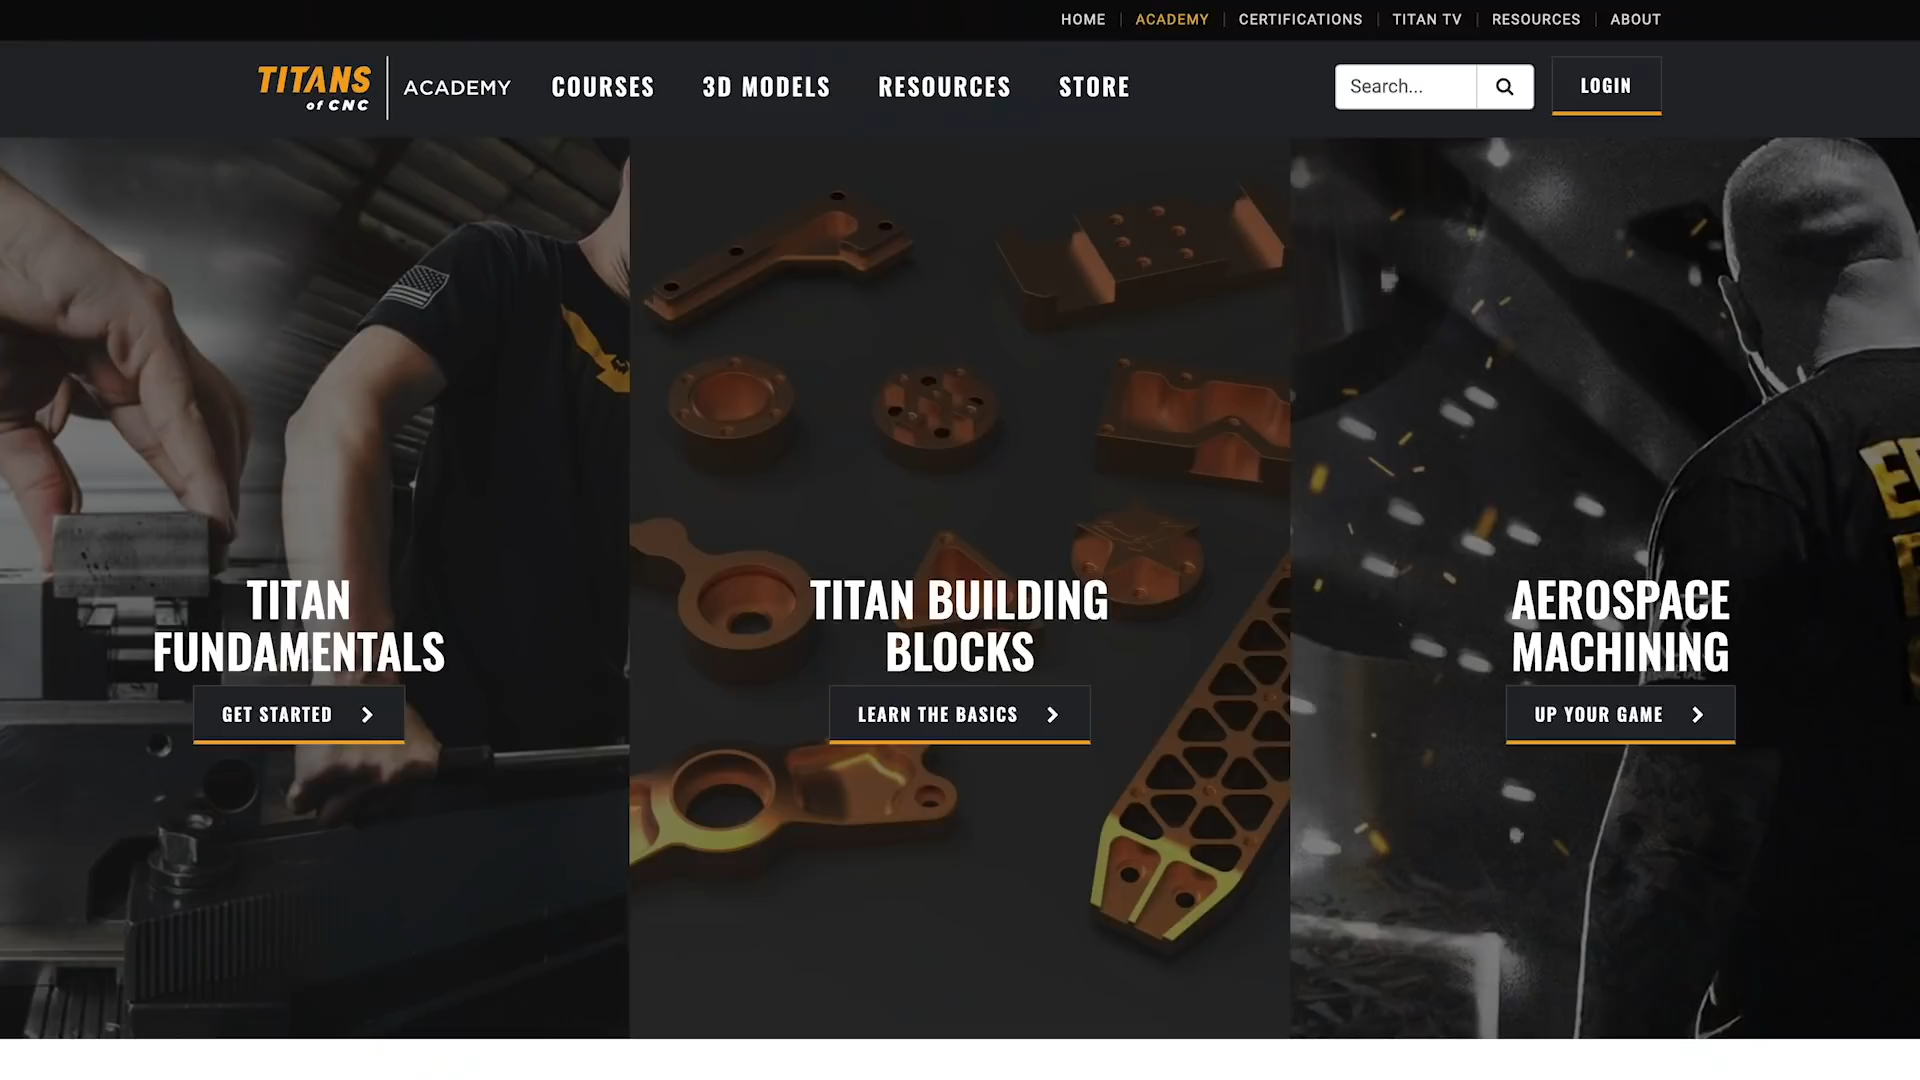 HOME
ACADEMY
CERTIFICATIONS
TITAN TV
RESOURCES
ABOUT
TITANS
of CNC
ACADEMY
COURSES
3D MODELS
RESOURCES
STORE
Search...
LOGIN
TITAN
FUNDAMENTALS
GET STARTED
TITAN BUILDING
BLOCKS
LEARN THE BASICS
AEROSPACE
MACHINING
UP YOUR GAME